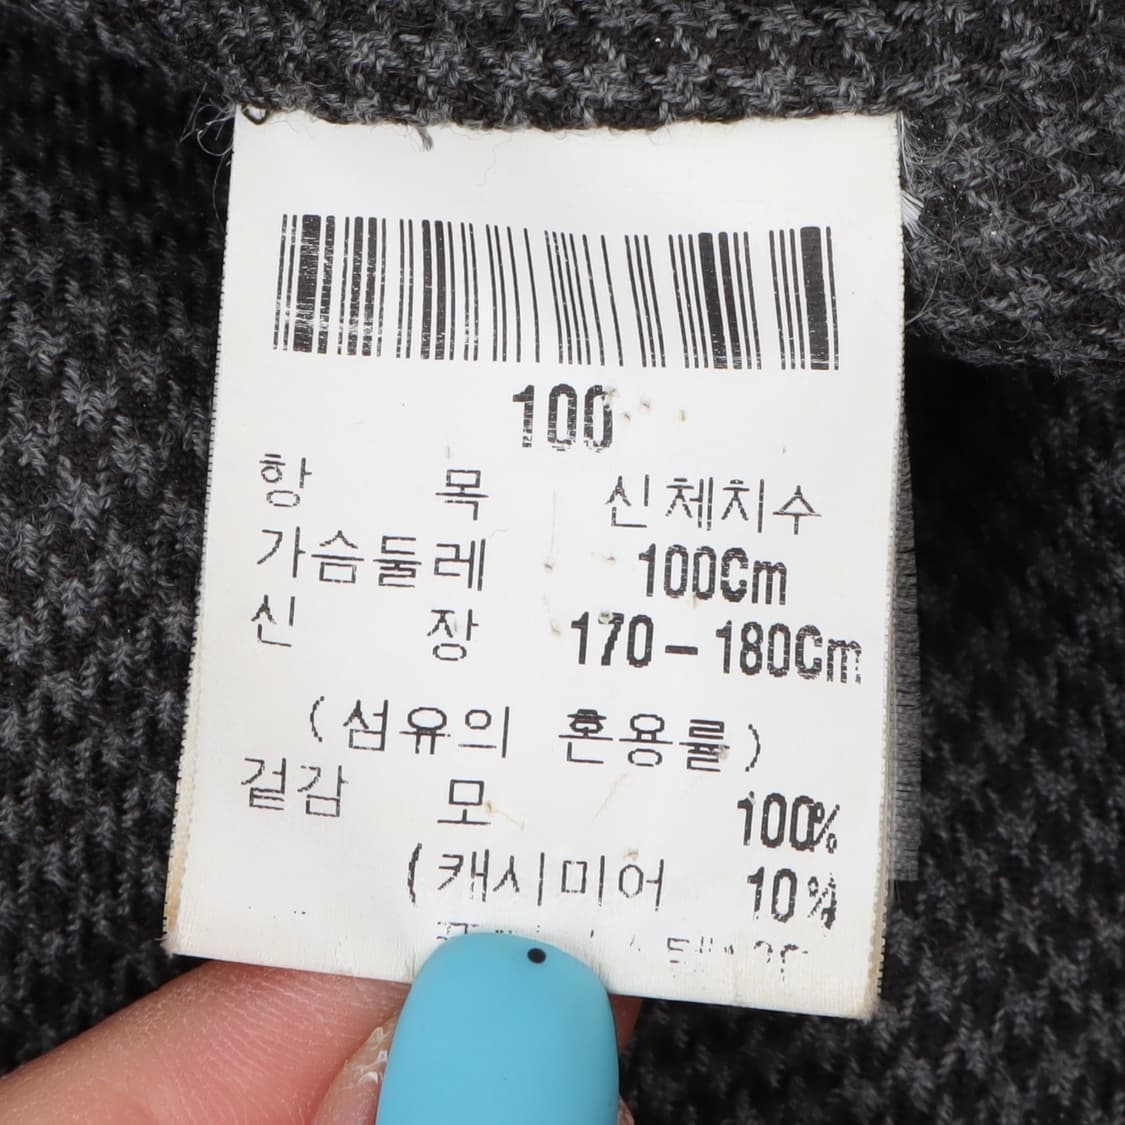 100
항 목 신체치수
가슴둘레 100Cm
신 장 170-180Cm
(섬유의 혼용률)
겉감 모 100%
(캐시미어 10%